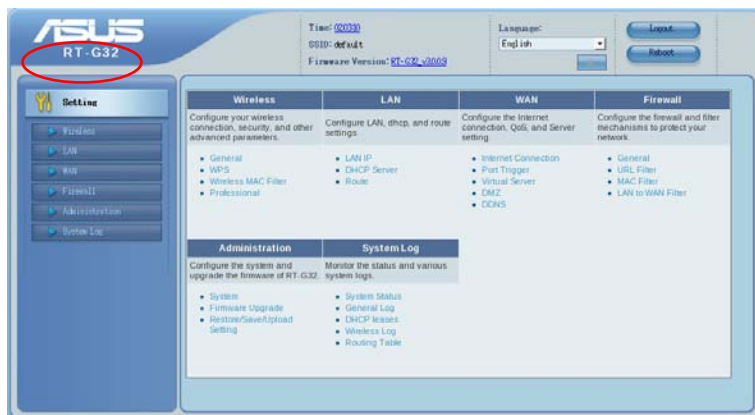 ASUS
RT-G32
Time: 020330
SSID: default
Firmware Version: RT-G32_v3.0.0.9
Language:
English
Logout
Reboot
Setting
Wireless
LAN
WAN
Firewall
Administration
System Log
Wireless
Configure your wireless
connection, security, and other
advanced parameters.
General
WPS
Wireless MAC Filter
Professional
LAN
Configure LAN, dhcp, and route
settings.
LAN IP
DHCP Server
Route
WAN
Configure the Internet
connection, QoS, and Server
setting.
Internet Connection
Port Trigger
Virtual Server
DMZ
DDNS
Firewall
Configure the firewall and filter
mechanisms to protect your
network.
General
URL Filter
MAC Filter
LAN to WAN Filter
Administration
Configure the system and
upgrade the firmware of RT-G32.
System
Firmware Upgrade
Restore/Save/Upload
Setting
System Log
Monitor the status and various
system logs.
System Status
General Log
DHCP leases
Wireless Log
Routing Table